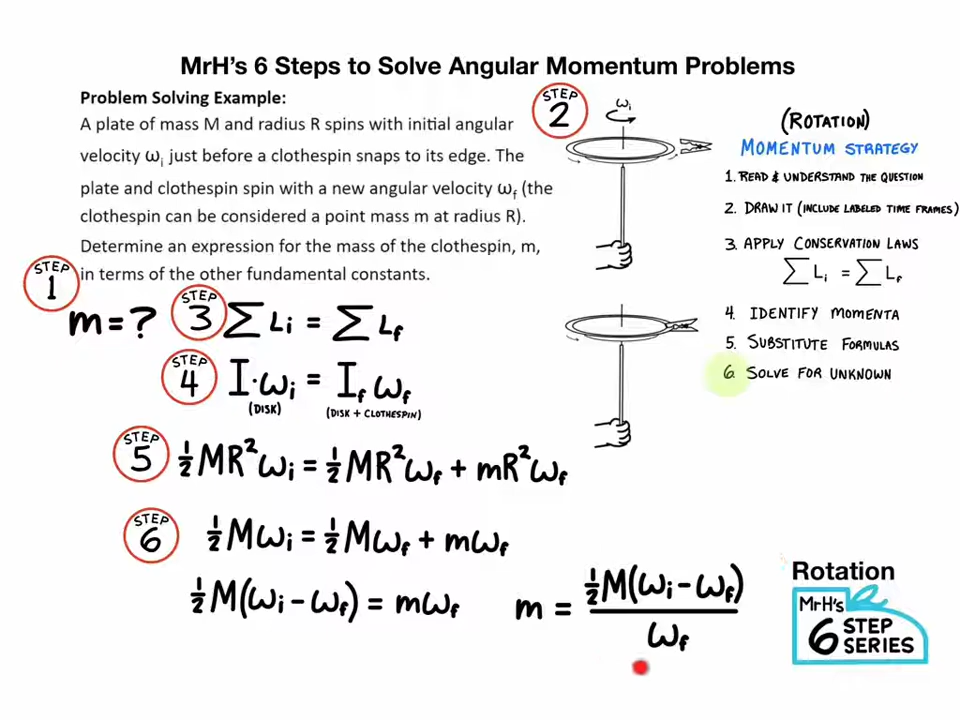 MrH's 6 Steps to Solve Angular Momentum Problems
Problem Solving Example:
A plate of mass M and radius R spins with initial angular
velocity ωi just before a clothespin snaps to its edge. The
plate and clothespin spin with a new angular velocity ωf (the
clothespin can be considered a point mass m at radius R).
Determine an expression for the mass of the clothespin, m,
in terms of the other fundamental constants.
STEP 1
m = ?
STEP 2
ωi
STEP 3
∑Li = ∑Lf
STEP 4
I·ωi = If ωf
(DISK) (DISK + CLOTHESPIN)
STEP 5
½MR²ωi = ½MR²ωf + mR²ωf
STEP 6
½Mωi = ½Mωf + mωf
½M(ωi - ωf) = mωf
m = ½M(ωi - ωf) / ωf
(ROTATION)
MOMENTUM STRATEGY
1. READ & UNDERSTAND THE QUESTION
2. DRAW IT (INCLUDE LABELED TIME FRAMES)
3. APPLY CONSERVATION LAWS
∑Li = ∑Lf
4. IDENTIFY MOMENTA
5. SUBSTITUTE FORMULAS
6. SOLVE FOR UNKNOWN
Rotation
MrH's
6 STEP
SERIES